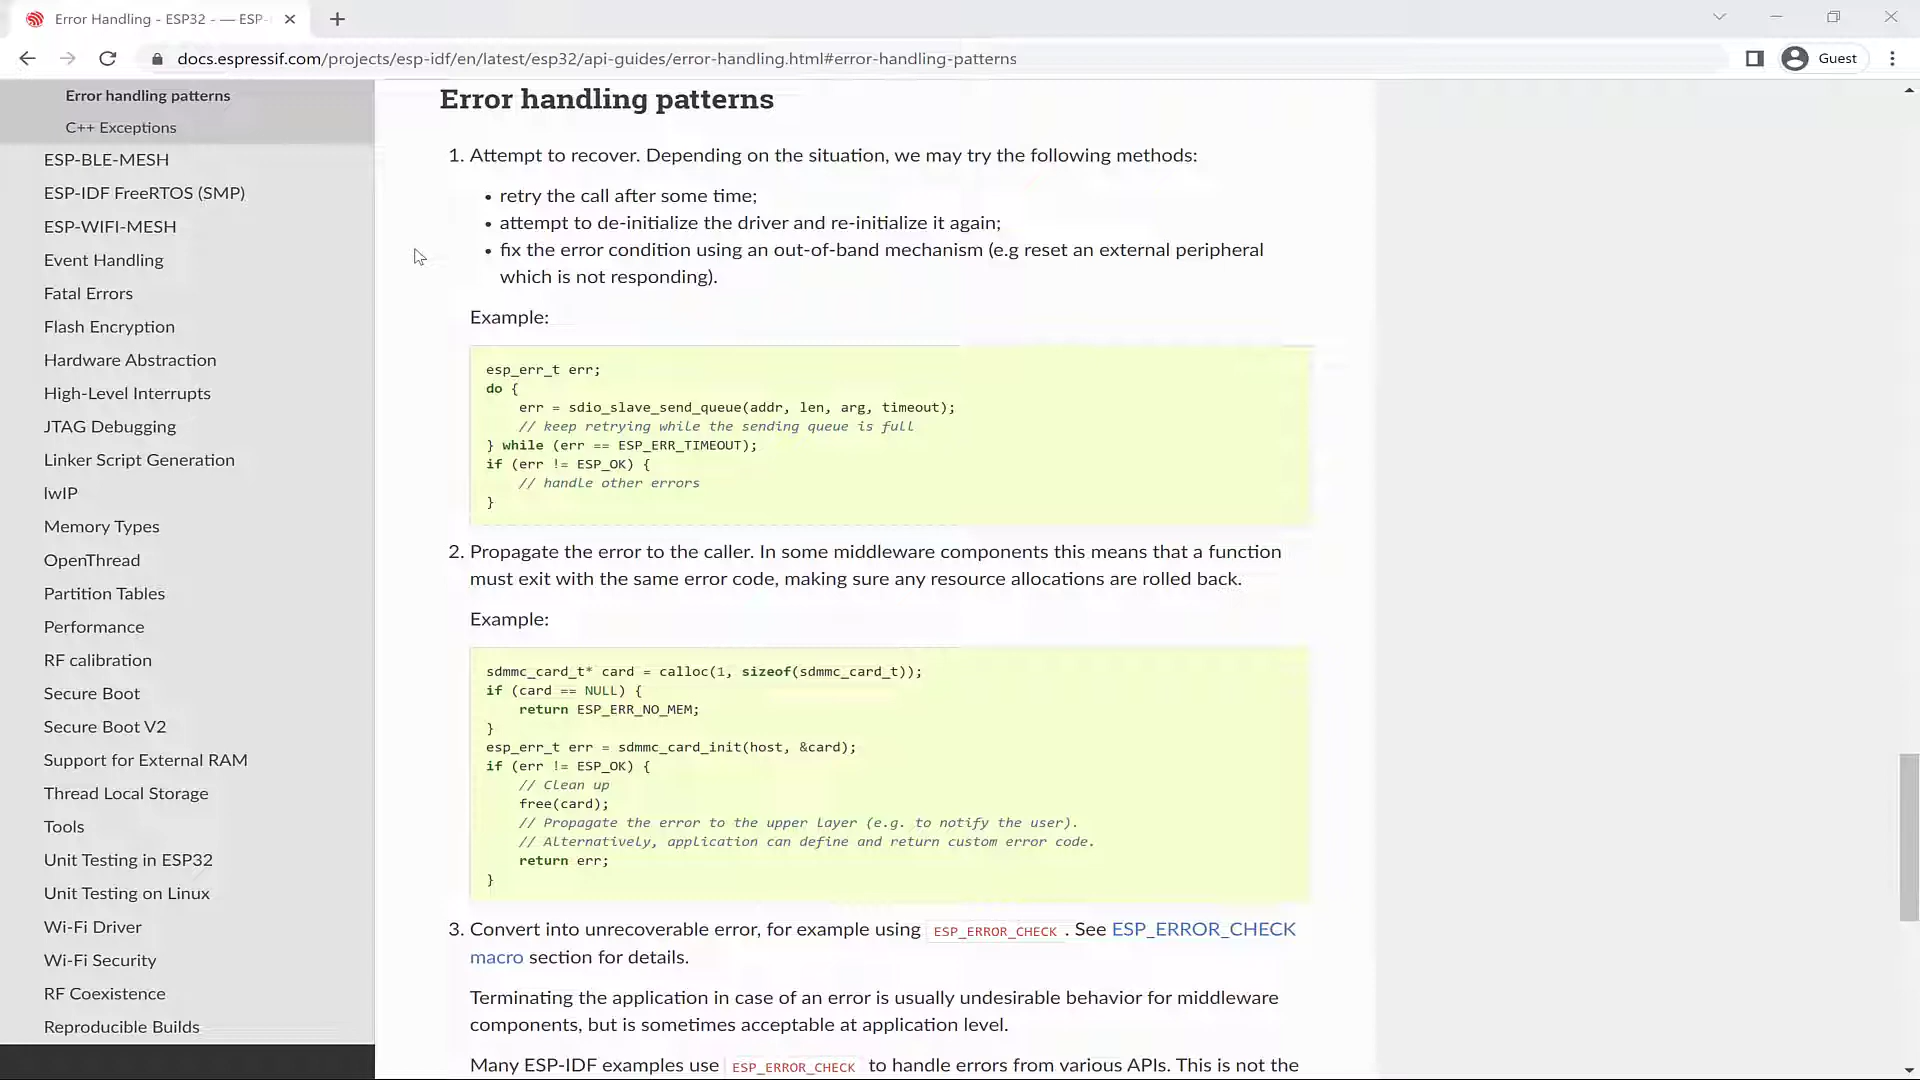 Error Handling - ESP32 - — ESP-
docs.espressif.com/projects/esp-idf/en/latest/esp32/api-guides/error-handling.html#error-handling-patterns
Guest
Error handling patterns
C++ Exceptions
ESP-BLE-MESH
ESP-IDF FreeRTOS (SMP)
ESP-WIFI-MESH
Event Handling
Fatal Errors
Flash Encryption
Hardware Abstraction
High-Level Interrupts
JTAG Debugging
Linker Script Generation
lwIP
Memory Types
OpenThread
Partition Tables
Performance
RF calibration
Secure Boot
Secure Boot V2
Support for External RAM
Thread Local Storage
Tools
Unit Testing in ESP32
Unit Testing on Linux
Wi-Fi Driver
Wi-Fi Security
RF Coexistence
Reproducible Builds
Error handling patterns
1. Attempt to recover. Depending on the situation, we may try the following methods:
• retry the call after some time;
• attempt to de-initialize the driver and re-initialize it again;
• fix the error condition using an out-of-band mechanism (e.g reset an external peripheral
which is not responding).
Example:
esp_err_t err;
do {
    err = sdio_slave_send_queue(addr, len, arg, timeout);
    // keep retrying while the sending queue is full
} while (err == ESP_ERR_TIMEOUT);
if (err != ESP_OK) {
    // handle other errors
}
2. Propagate the error to the caller. In some middleware components this means that a function
must exit with the same error code, making sure any resource allocations are rolled back.
Example:
sdmmc_card_t* card = calloc(1, sizeof(sdmmc_card_t));
if (card == NULL) {
    return ESP_ERR_NO_MEM;
}
esp_err_t err = sdmmc_card_init(host, &card);
if (err != ESP_OK) {
    // Clean up
    free(card);
    // Propagate the error to the upper layer (e.g. to notify the user).
    // Alternatively, application can define and return custom error code.
    return err;
}
3. Convert into unrecoverable error, for example using ESP_ERROR_CHECK . See ESP_ERROR_CHECK
macro section for details.
Terminating the application in case of an error is usually undesirable behavior for middleware
components, but is sometimes acceptable at application level.
Many ESP-IDF examples use ESP_ERROR_CHECK to handle errors from various APIs. This is not the